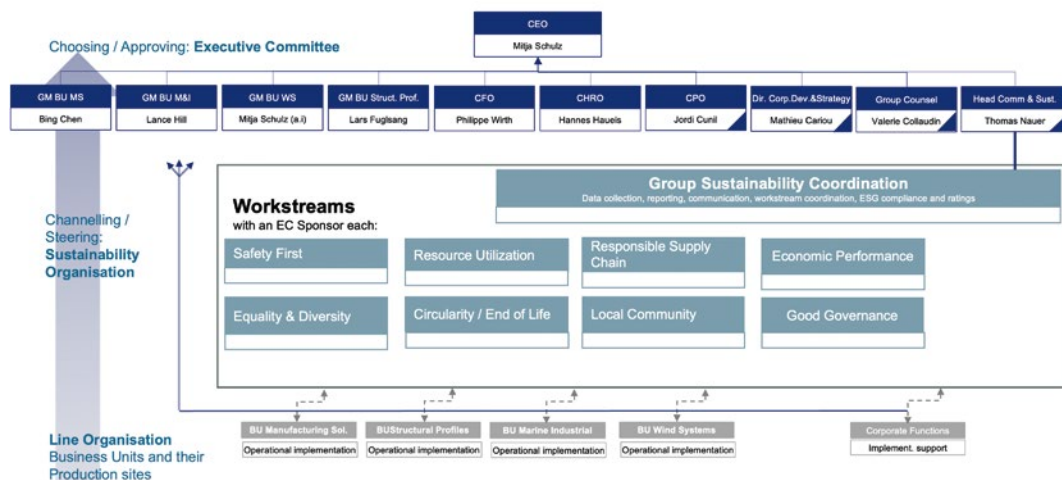 CEO
Mitja Schulz
Choosing / Approving: Executive Committee
GM BU MS
Bing Chen
GM BU M&I
Lance Hill
GM BU WS
Mitja Schulz (a.i)
GM BU Struct. Prof.
Lars Fuglsang
CFO
Philippe Wirth
CHRO
Hannes Haueis
CPO
Jordi Cunil
Dir. Corp.Dev.&Strategy
Mathieu Cariou
Group Counsel
Valerie Collaudin
Head Comm & Sust.
Thomas Nauer
Group Sustainability Coordination
Data collection, reporting, communication, workstream coordination, ESG compliance and ratings
Workstreams
with an EC Sponsor each:
Channelling /
Steering:
Sustainability
Organisation
Safety First
Resource Utilization
Responsible Supply
Chain
Economic Performance
Equality & Diversity
Circularity / End of Life
Local Community
Good Governance
Line Organisation
Business Units and their
Production sites
BU Manufacturing Sol.
Operational implementation
BUStructural Profiles
Operational implementation
BU Marine Industrial
Operational implementation
BU Wind Systems
Operational implementation
Corporate Functions
Implement. support